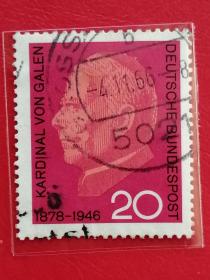 KARDINAL VON GALEN
1878-1946
20
DEUTSCHE BUNDESPOST
-4.11.66
50